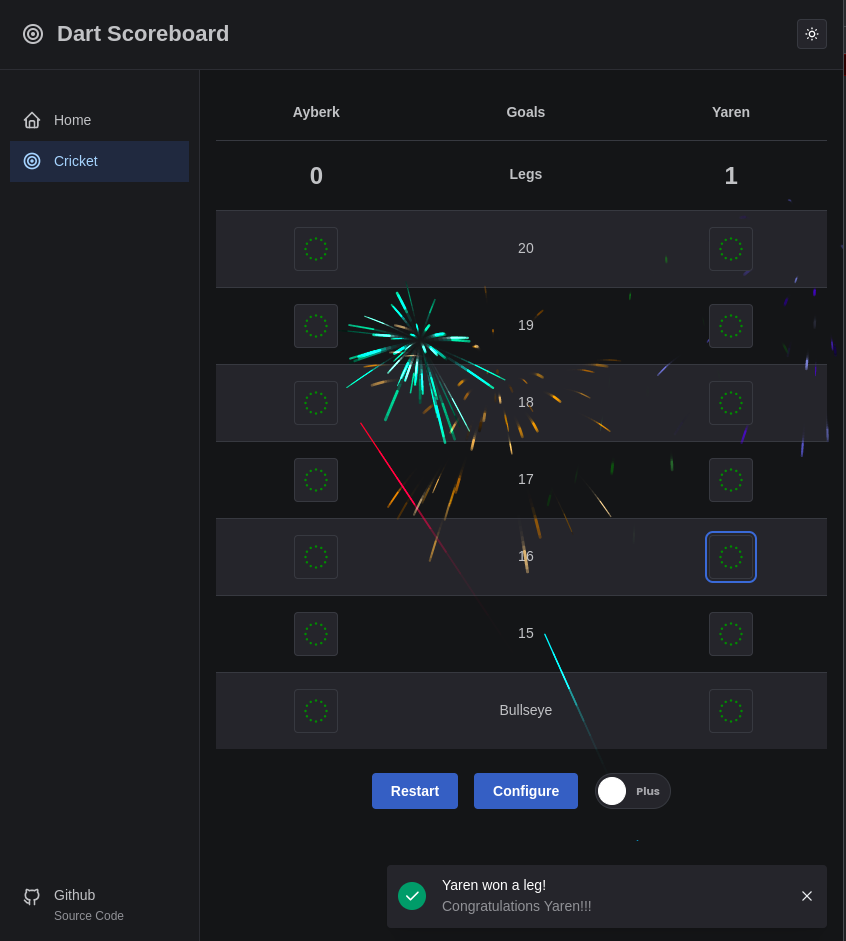 Dart Scoreboard
Home
Cricket
Ayberk Goals Yaren
0 Legs 1
20
19
18
17
16
15
Bullseye
Restart Configure Plus
Yaren won a leg!
Congratulations Yaren!!!
Github
Source Code